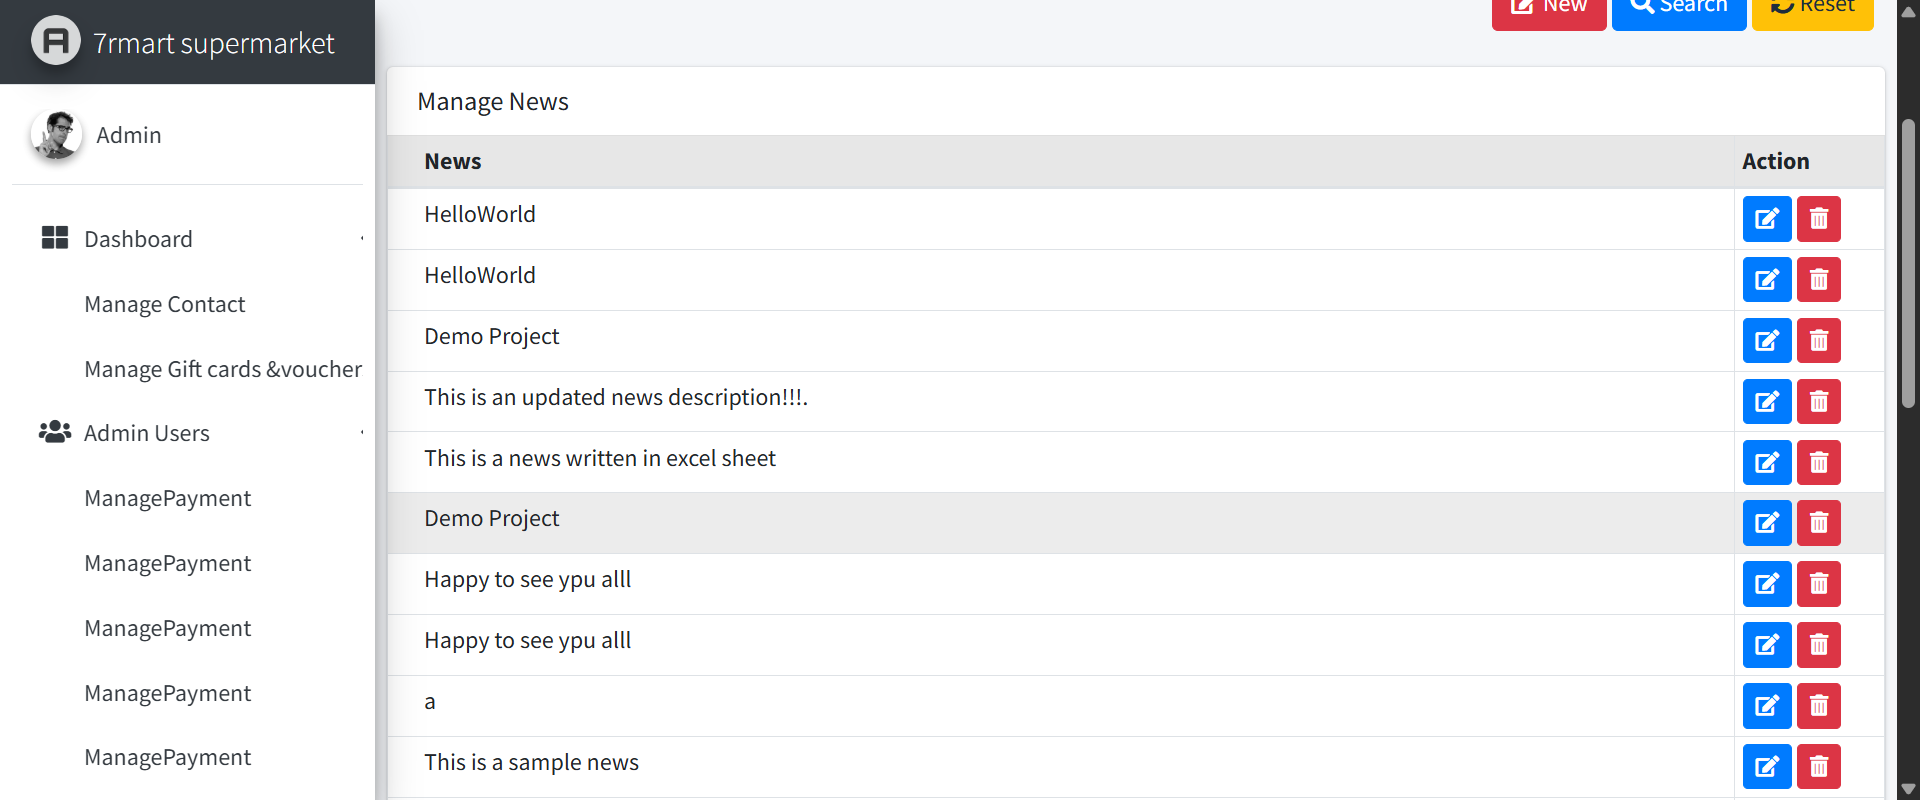 7rmart supermarket
Admin
Dashboard
Manage Contact
Manage Gift cards &voucher
Admin Users
ManagePayment
ManagePayment
ManagePayment
ManagePayment
ManagePayment
New Search Reset
Manage News
News Action
HelloWorld
HelloWorld
Demo Project
This is an updated news description!!!.
This is a news written in excel sheet
Demo Project
Happy to see ypu alll
Happy to see ypu alll
a
This is a sample news